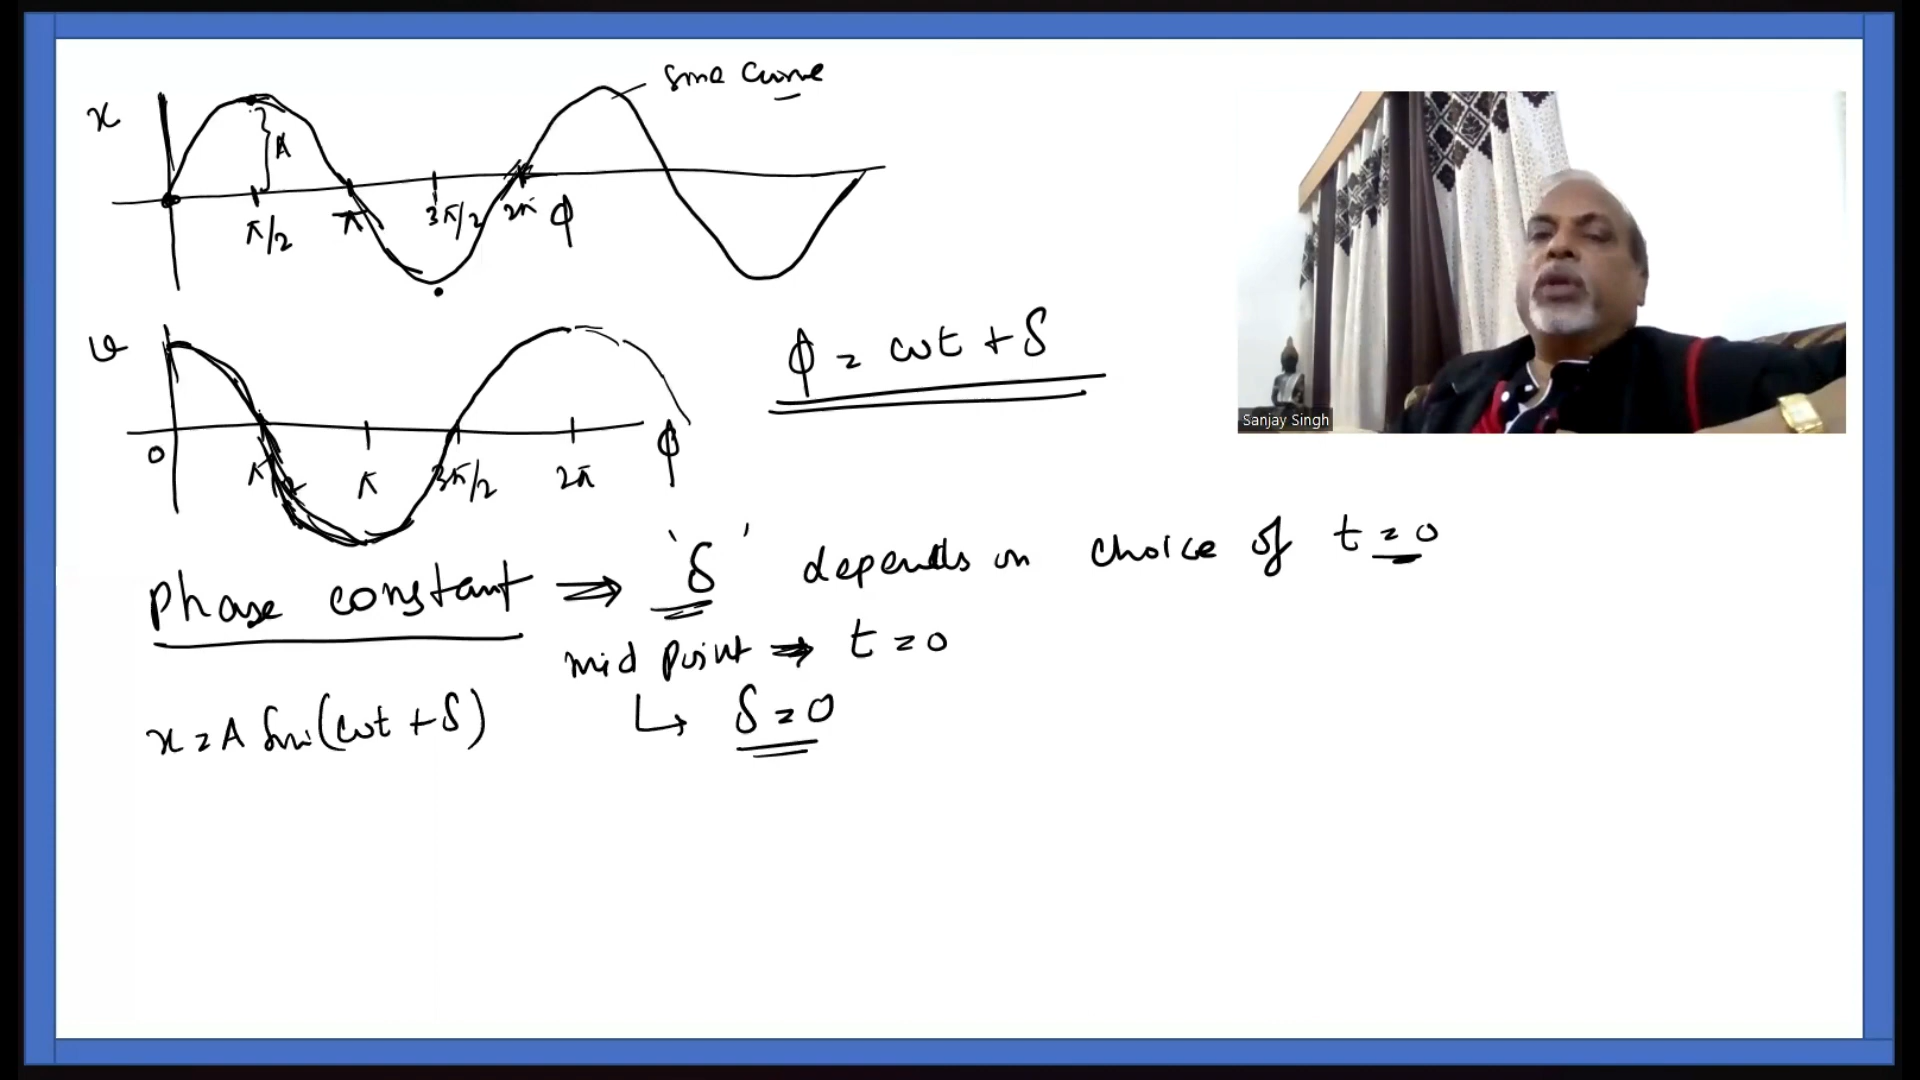 x
sine curve
A
π/2
π
3π/2
2π
ϕ
v
ϕ = ωt + δ
Sanjay Singh
0
π/2
π
3π/2
2π
ϕ
Phase constant ⇒ 'δ' depends on choice of t = 0
mid point ⇒ t = 0
x = A Sin(ωt + δ)
↳ δ = 0